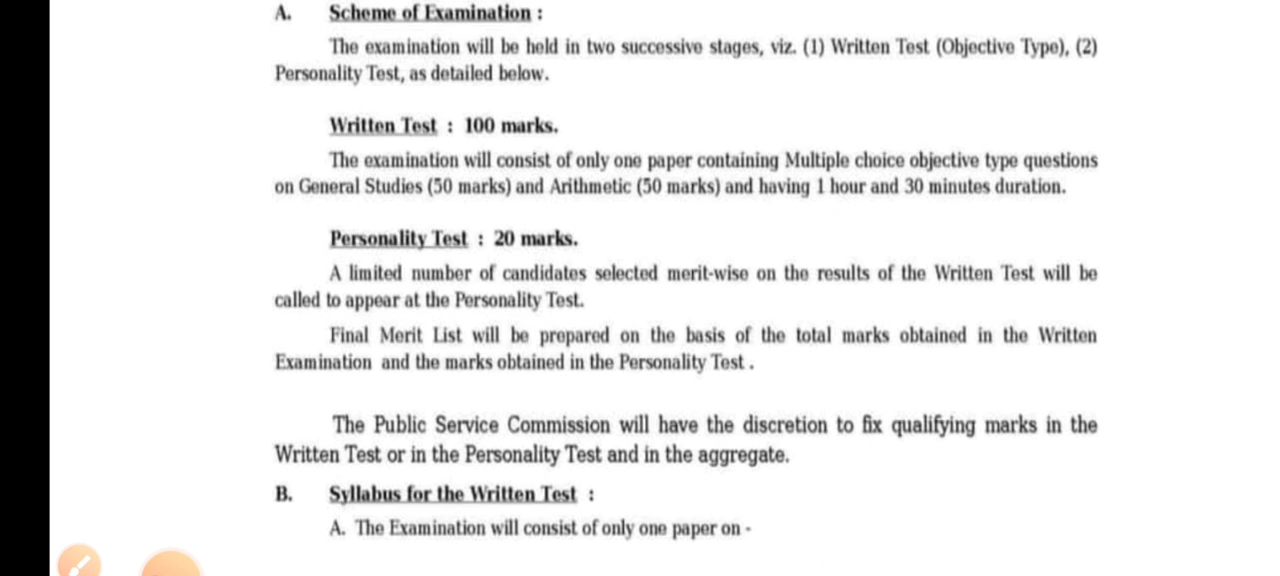 A. Scheme of Examination :
The examination will be held in two successive stages, viz. (1) Written Test (Objective Type), (2)
Personality Test, as detailed below.
Written Test : 100 marks.
The examination will consist of only one paper containing Multiple choice objective type questions
on General Studies (50 marks) and Arithmetic (50 marks) and having 1 hour and 30 minutes duration.
Personality Test : 20 marks.
A limited number of candidates selected merit-wise on the results of the Written Test will be
called to appear at the Personality Test.
Final Merit List will be prepared on the basis of the total marks obtained in the Written
Examination and the marks obtained in the Personality Test .
The Public Service Commission will have the discretion to fix qualifying marks in the
Written Test or in the Personality Test and in the aggregate.
B. Syllabus for the Written Test :
A. The Examination will consist of only one paper on -